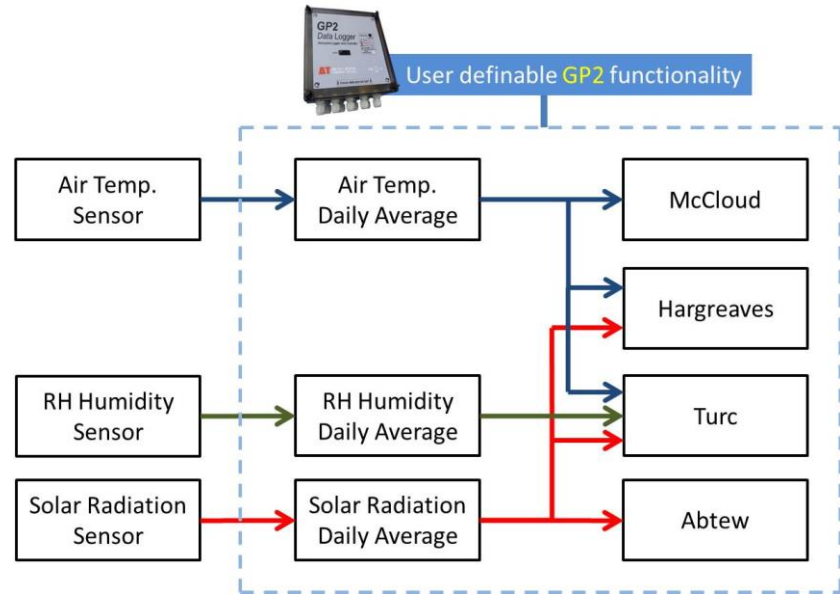 GP2
Data Logger
User definable GP2 functionality
Air Temp.
Sensor
Air Temp.
Daily Average
McCloud
Hargreaves
RH Humidity
Sensor
RH Humidity
Daily Average
Turc
Solar Radiation
Sensor
Solar Radiation
Daily Average
Abtew